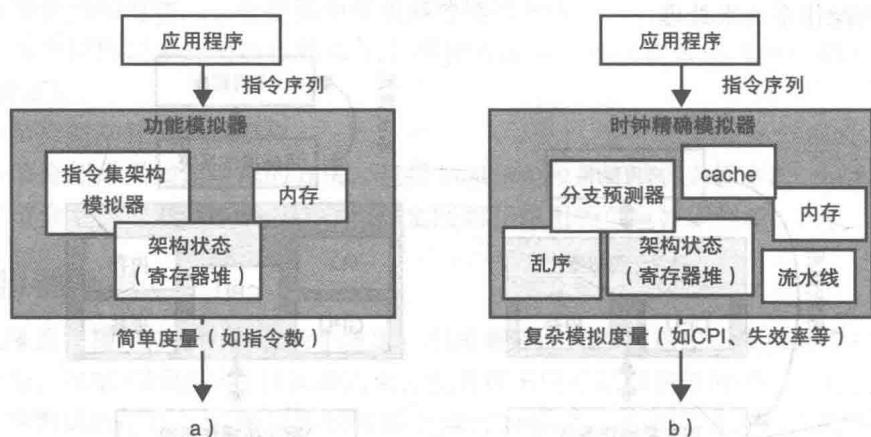 应用程序
指令序列
功能模拟器
指令集架构
模拟器
内存
架构状态
（寄存器堆）
简单度量（如指令数）
a）
应用程序
指令序列
时钟精确模拟器
cache
分支预测器
内存
架构状态
（寄存器堆）
乱序
流水线
复杂模拟度量（如CPI、失效率等）
b）